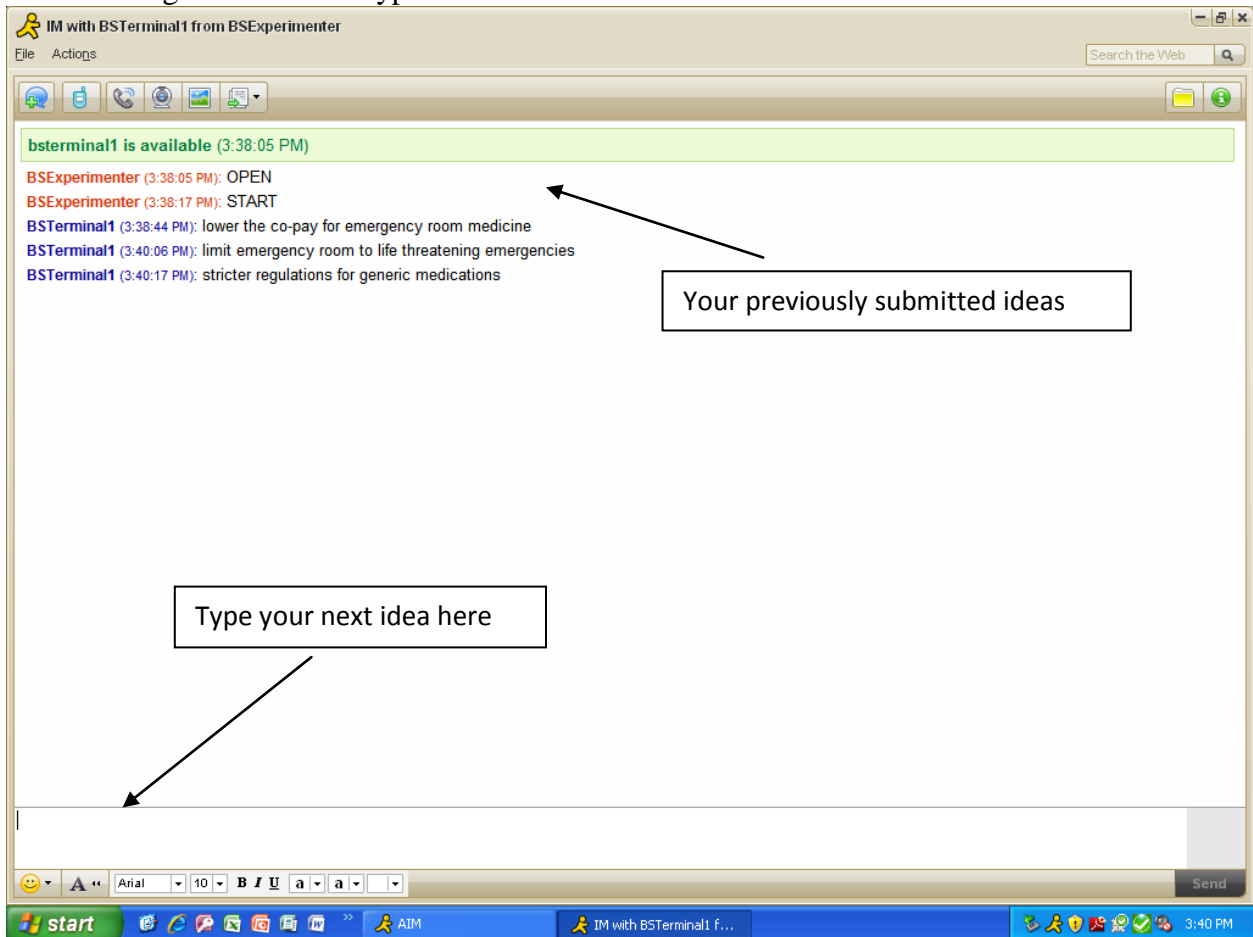 IM with BSTerminal1 from BSExperimenter
File Actions
Search the Web
bsterminal1 is available (3:38:05 PM)
BSExperimenter (3:38:05 PM): OPEN
BSExperimenter (3:38:17 PM): START
BSTerminal1 (3:38:44 PM): lower the co-pay for emergency room medicine
BSTerminal1 (3:40:06 PM): limit emergency room to life threatening emergencies
BSTerminal1 (3:40:17 PM): stricter regulations for generic medications
Your previously submitted ideas
Type your next idea here
A Arial 10 B I U a a
Send
start AIM IM with BSTerminal1 f... 3:40 PM